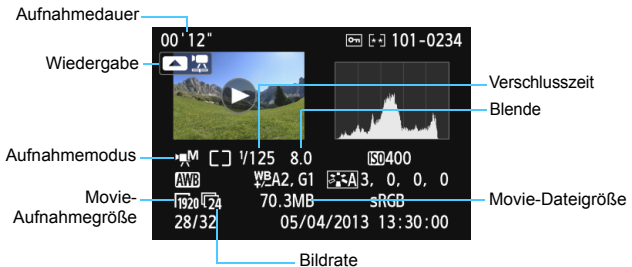 Aufnahmedauer
00'12" 101-0234
Wiedergabe
Verschlusszeit
Blende
Aufnahmemodus
M 1/125 8.0 ISO 400
AWB WB +/- A2, G1 A 3, 0, 0, 0
Movie-
Aufnahmegröße
1920 24 70.3MB sRGB
Movie-Dateigröße
28/32 05/04/2013 13:30:00
Bildrate